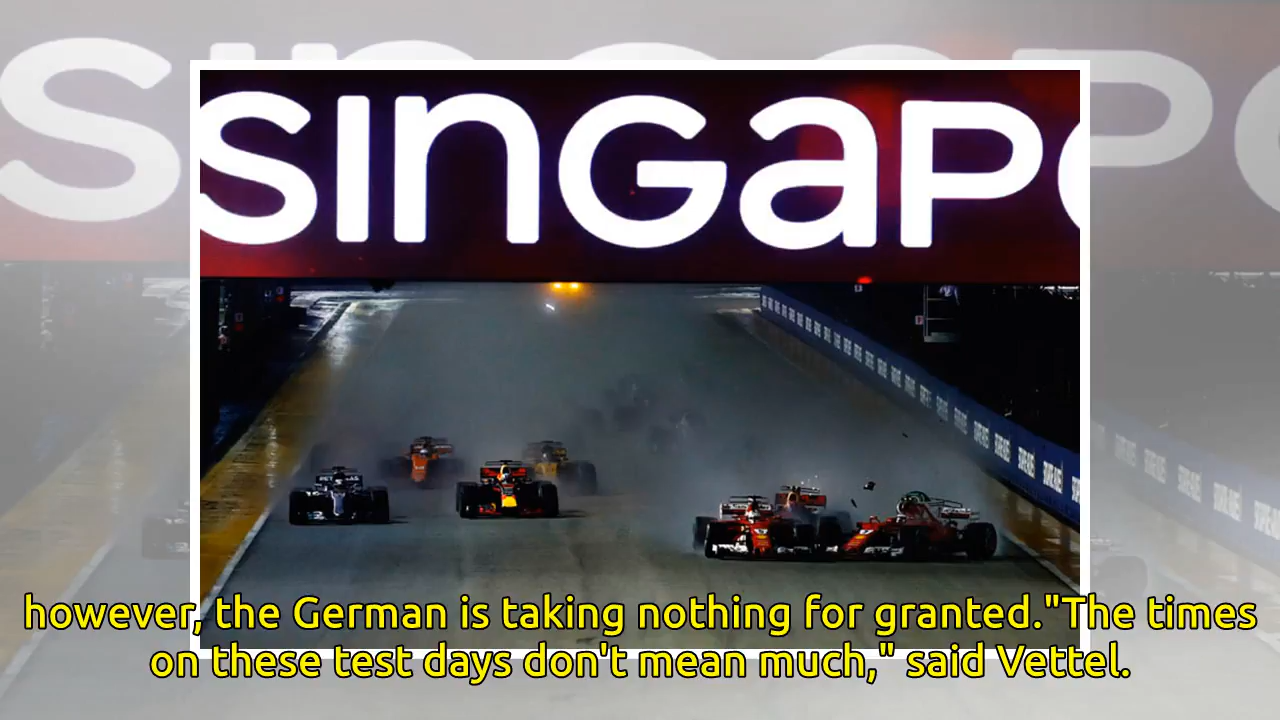 SINGaPO
however, the German is taking nothing for granted."The times
on these test days don't mean much," said Vettel.